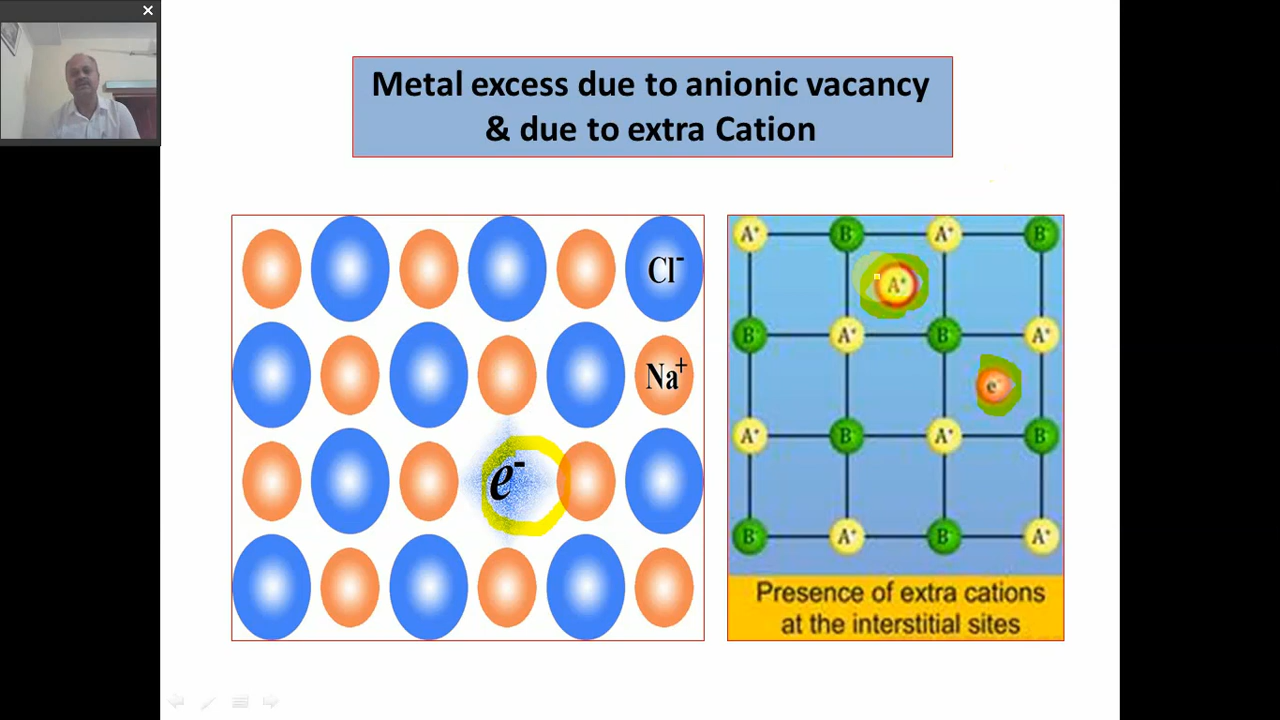 Metal excess due to anionic vacancy
& due to extra Cation
Cl⁻
Na⁺
e⁻
A⁺ B⁻ A⁺ B⁻
A⁺
B⁻ A⁺ B⁻ A⁺
e⁻
A⁺ B⁻ A⁺ B⁻
B⁻ A⁺ B⁻ A⁺
Presence of extra cations
at the interstitial sites